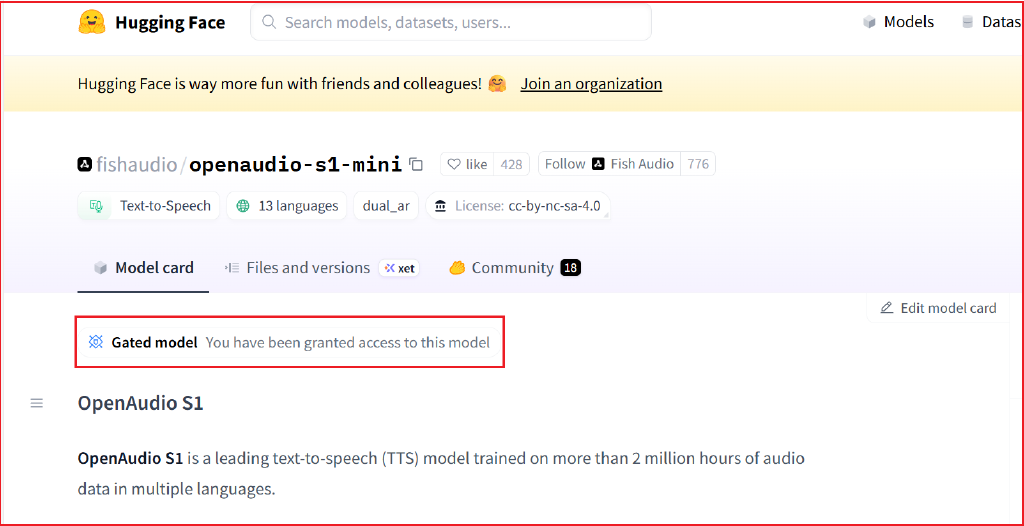 Hugging Face Search models, datasets, users... Models Datas
Hugging Face is way more fun with friends and colleagues! 🤗 Join an organization
fishaudio/openaudio-s1-mini like 428 Follow Fish Audio 776
Text-to-Speech 13 languages dual_ar License: cc-by-nc-sa-4.0
Model card Files and versions xet Community 18
Edit model card
Gated model You have been granted access to this model
OpenAudio S1
OpenAudio S1 is a leading text-to-speech (TTS) model trained on more than 2 million hours of audio
data in multiple languages.